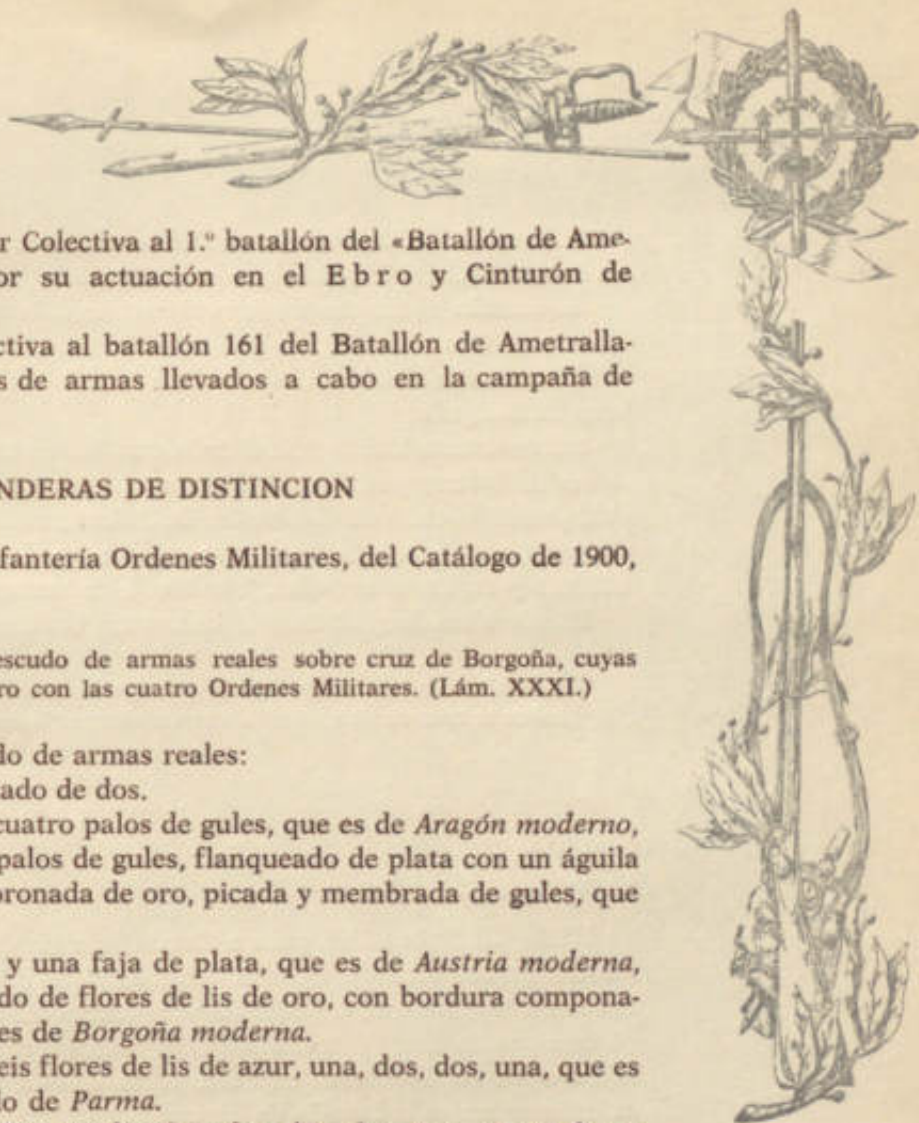 r Colectiva al 1.º batallón del «Batallón de Ame-
or su actuación en el Ebro y Cinturón de
ctiva al batallón 161 del Batallón de Ametralla-
s de armas llevados a cabo en la campaña de
NDERAS DE DISTINCION
fantería Ordenes Militares, del Catálogo de 1900,
escudo de armas reales sobre cruz de Borgoña, cuyas
ro con las cuatro Ordenes Militares. (Lám. XXXI.)
do de armas reales:
ado de dos.
cuatro palos de gules, que es de Aragón moderno,
palos de gules, flanqueado de plata con un águila
oronada de oro, picada y membrada de gules, que
y una faja de plata, que es de Austria moderna,
do de flores de lis de oro, con bordura compona-
es de Borgoña moderna.
eis flores de lis de azur, una, dos, dos, una, que es
lo de Parma.